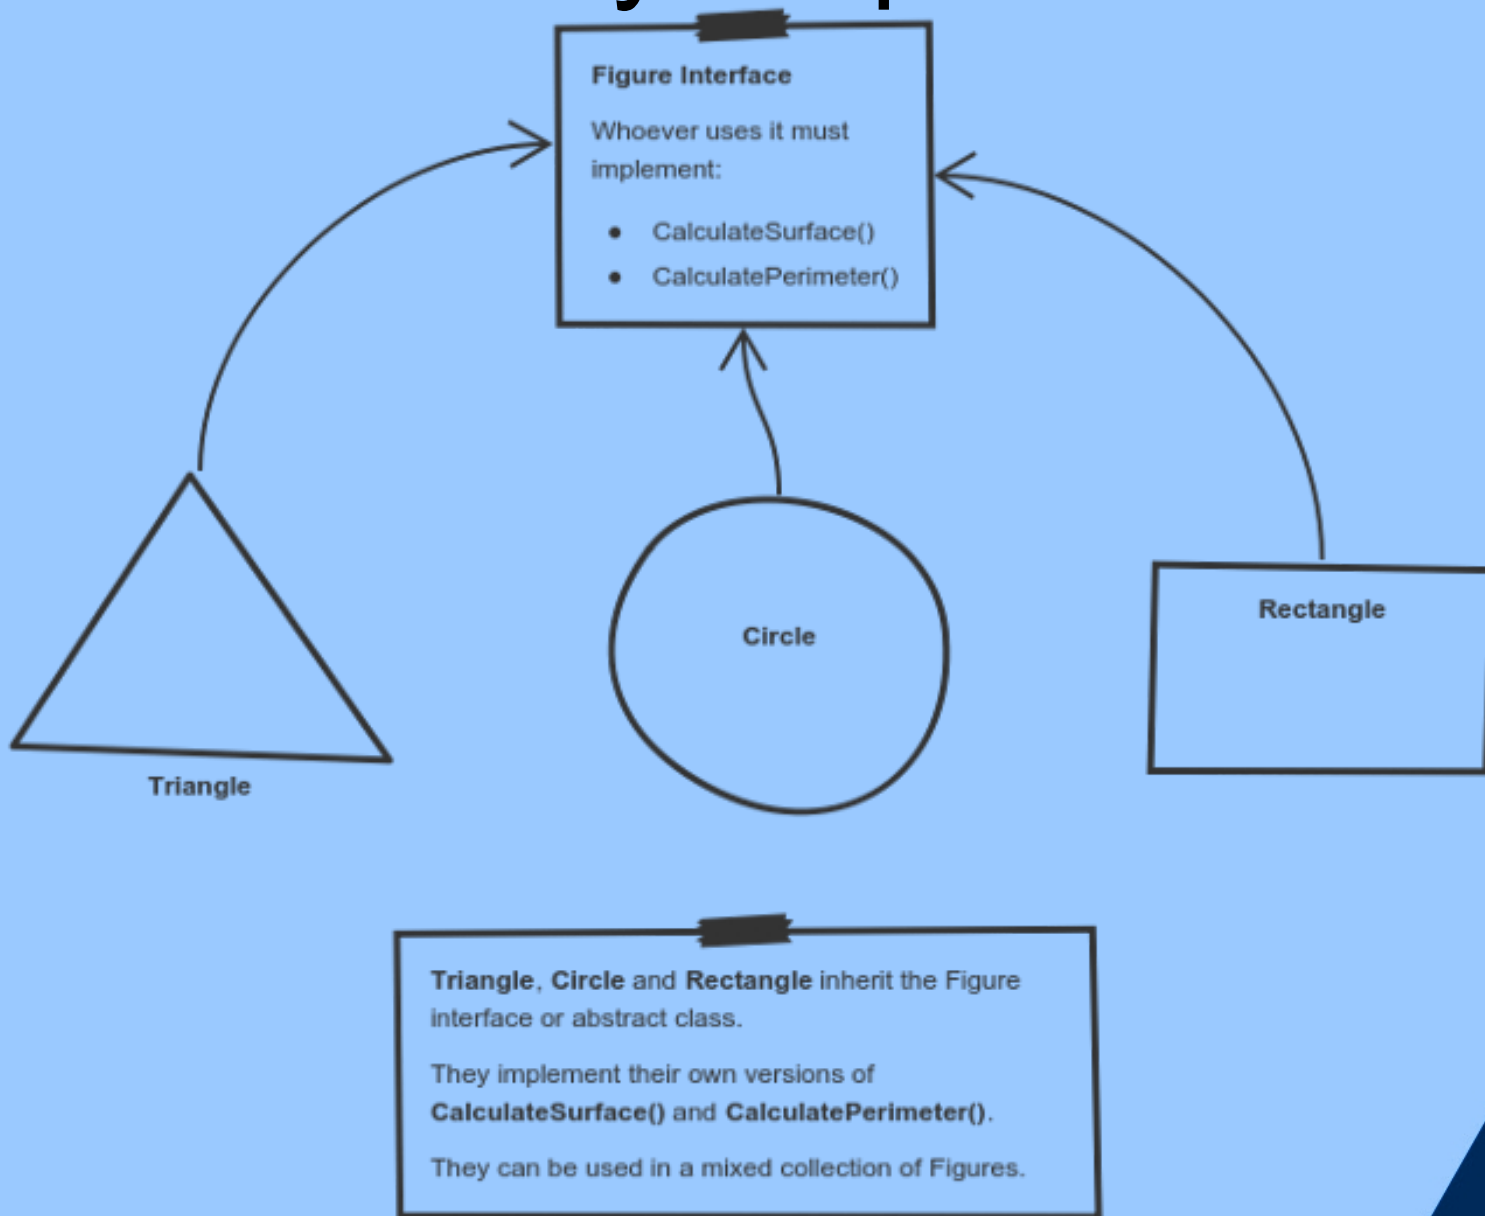 Figure Interface
Whoever uses it must
implement:
● CalculateSurface()
● CalculatePerimeter()
Circle
Rectangle
Triangle
Triangle, Circle and Rectangle inherit the Figure
interface or abstract class.
They implement their own versions of
CalculateSurface() and CalculatePerimeter().
They can be used in a mixed collection of Figures.